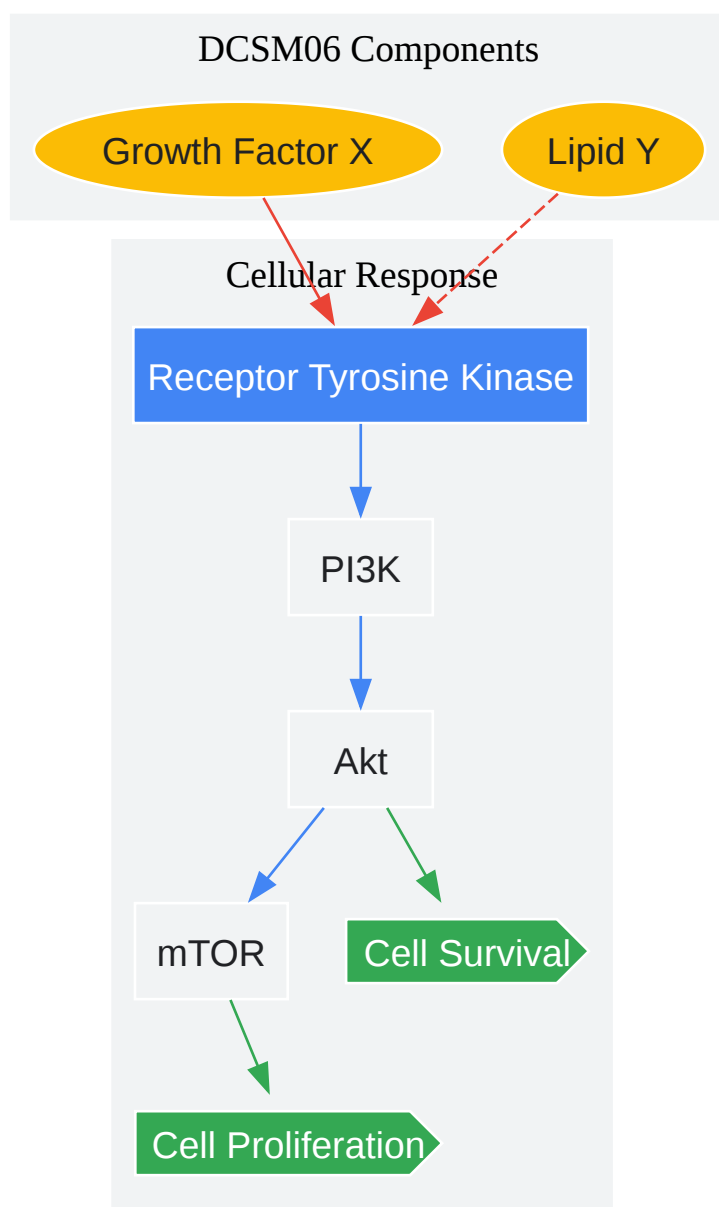 DCSM06 Components
Growth Factor X
Lipid Y
Cellular Response
Receptor Tyrosine Kinase
PI3K
Akt
mTOR
Cell Survival
Cell Proliferation